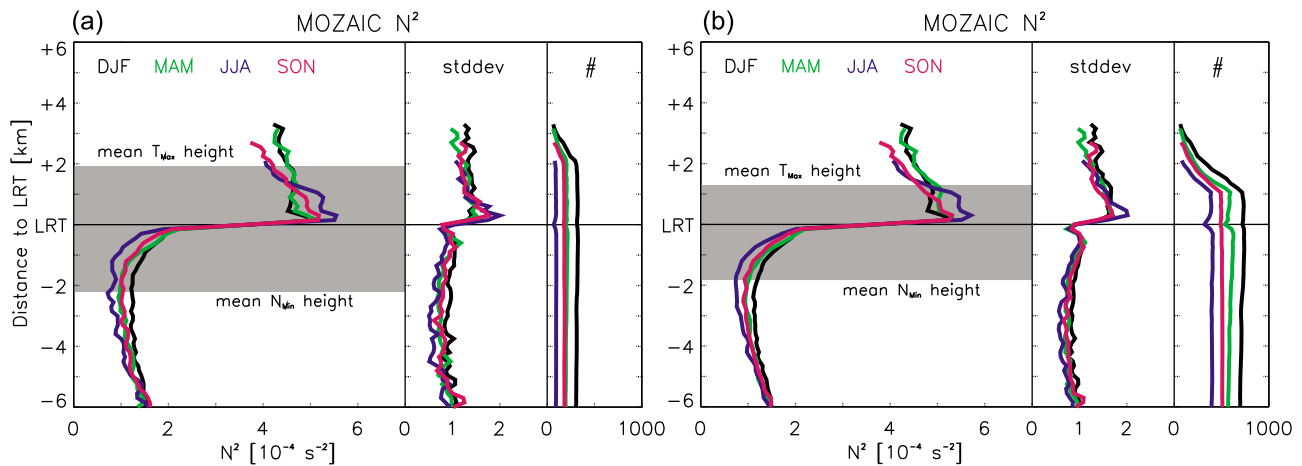 (a) MOZAIC N²
+6
DJF MAM JJA SON
stddev
#
+4
mean T_Max height
+2
LRT
-2
mean N_Min height
-4
-6
Distance to LRT [km]
0 2 4 6 0 1 2 0 1000
N² [10⁻⁴ s⁻²]
(b) MOZAIC N²
+6
DJF MAM JJA SON
stddev
#
+4
+2
mean T_Max height
LRT
-2
mean N_Min height
-4
-6
0 2 4 6 0 1 2 0 1000
N² [10⁻⁴ s⁻²]